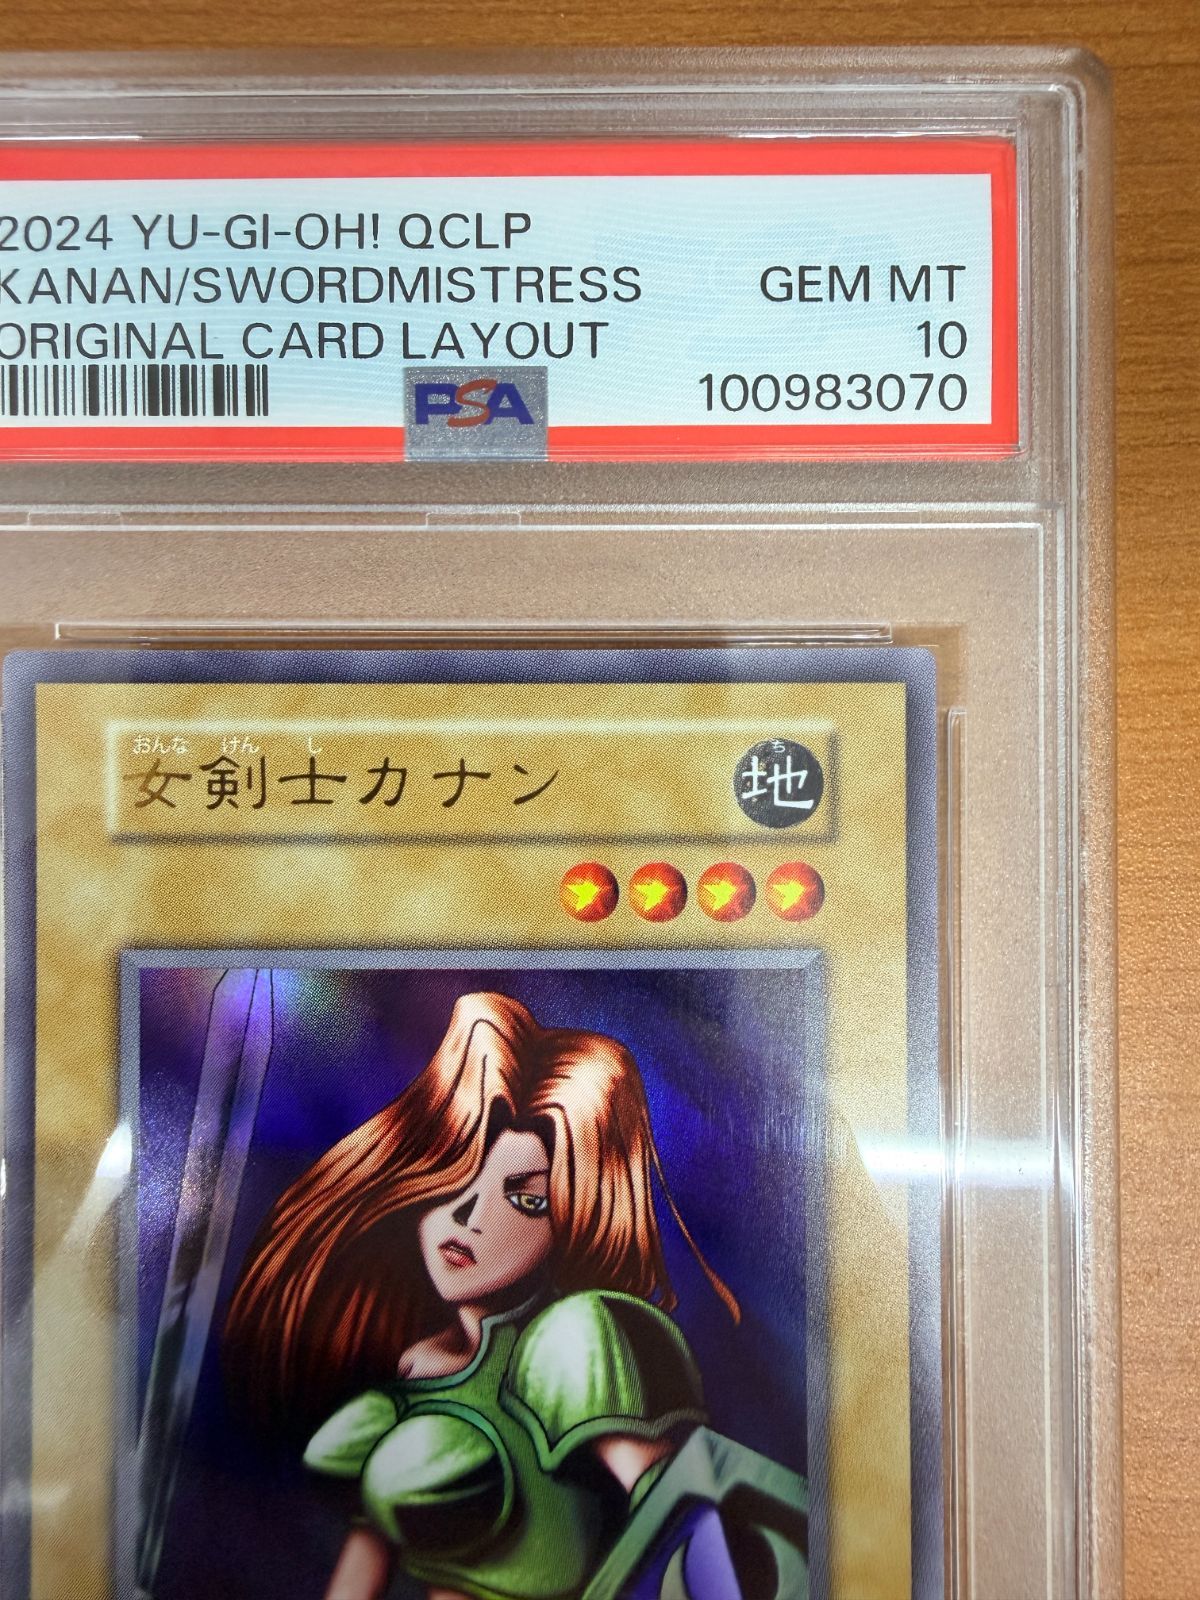 2024 YU-GI-OH! QCLP
KANAN/SWORDMISTRESS GEM MT
ORIGINAL CARD LAYOUT 10
PSA 100983070
おんな けん し
女剣士カナン
ち
地